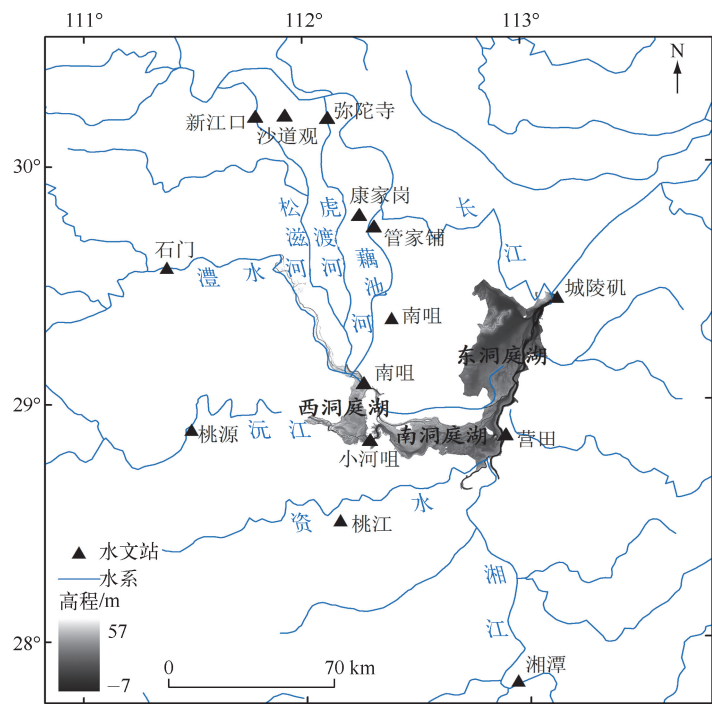 111° 112° 113°
N
新江口
沙道观
弥陀寺
30°
康家岗
管家铺
长江
松滋河
虎渡河
藕池河
石门
澧水
城陵矶
南咀
东洞庭湖
南咀
29°
西洞庭湖
桃源
沅江
南洞庭湖
营田
小河咀
资水
桃江
水文站
水系
湘江
高程/m
57
28°
−7
0 70 km
湘潭